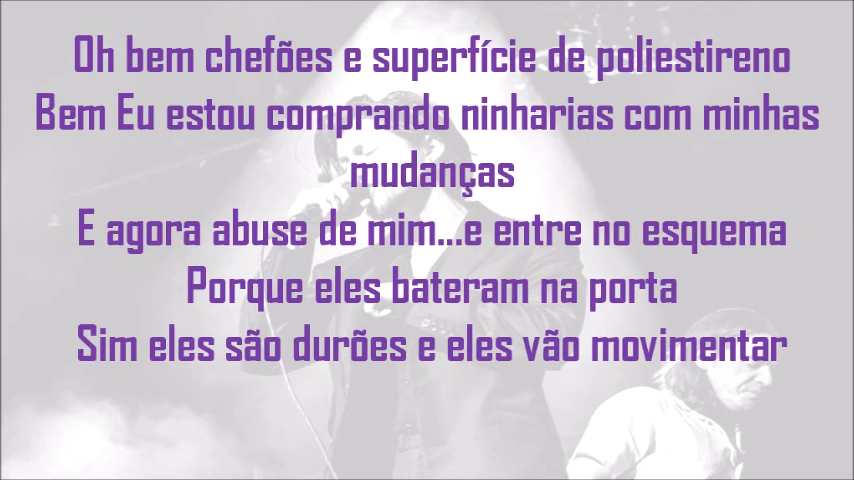 Oh bem chefões e superfície de poliestireno
Bem Eu estou comprando ninharias com minhas
mudanças
E agora abuse de mim...e entre no esquema
Porque eles bateram na porta
Sim eles são durões e eles vão movimentar